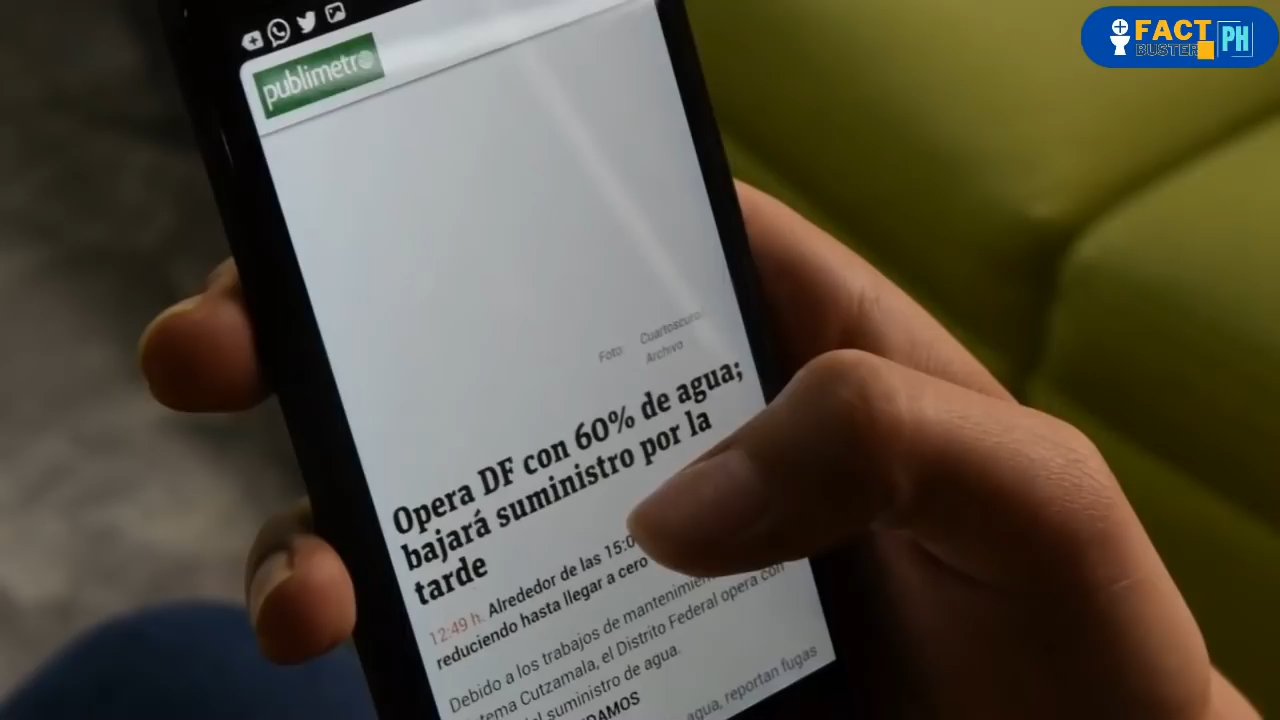 FACT
BUSTER
PH
publimetro
Foto: Cuartoscuro
Archivo
Opera DF con 60% de agua;
bajará suministro por la
tarde
12:49 h. Alrededor de las 15:0
reduciendo hasta llegar a cero
Debido a los trabajos de
tema Cutzamala, el Distrito Federal opera con
del suministro de agua.
DAMOS
agua, reportan fugas